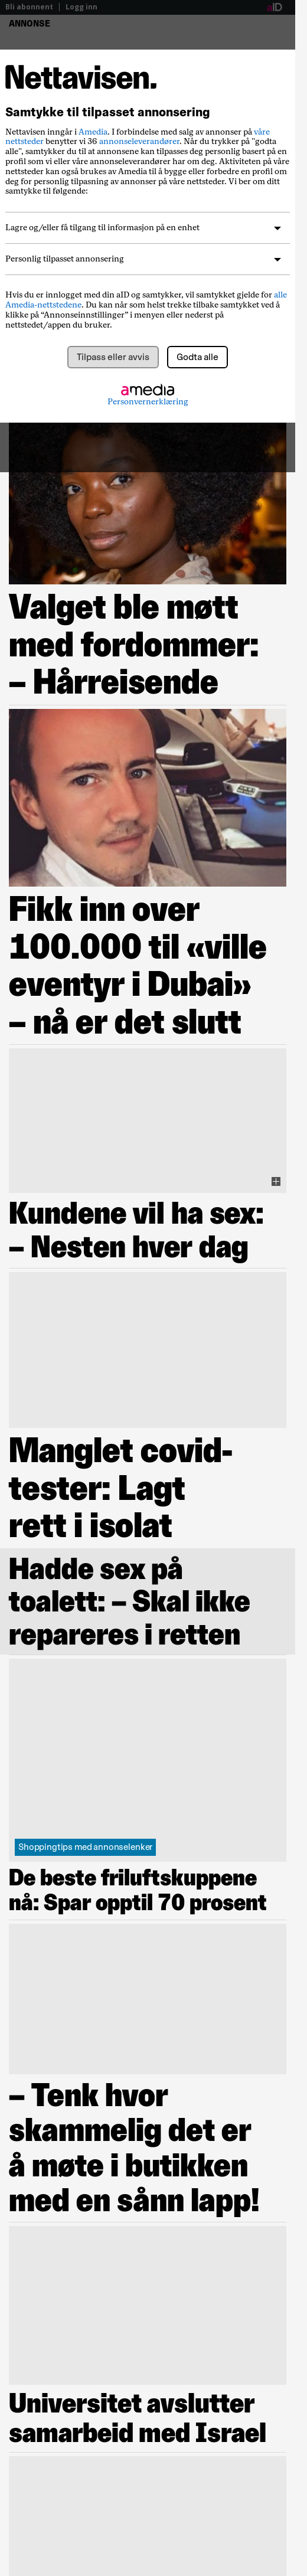 Bli abonnent | Logg inn
aID
ANNONSE
Nettavisen.
Samtykke til tilpasset annonsering
Nettavisen inngår i Amedia. I forbindelse med salg av annonser på våre
nettsteder benytter vi 36 annonseleverandører. Når du trykker på "godta
alle", samtykker du til at annonsene kan tilpasses deg personlig basert på en
profil som vi eller våre annonseleverandører har om deg. Aktiviteten på våre
nettsteder kan også brukes av Amedia til å bygge eller forbedre en profil om
deg for personlig tilpasning av annonser på våre nettsteder. Vi ber om ditt
samtykke til følgende:
Lagre og/eller få tilgang til informasjon på en enhet
Personlig tilpasset annonsering
Hvis du er innlogget med din aID og samtykker, vil samtykket gjelde for alle
Amedia-nettstedene. Du kan når som helst trekke tilbake samtykket ved å
klikke på “Annonseinnstillinger” i menyen eller nederst på
nettstedet/appen du bruker.
Tilpass eller avvis
Godta alle
amedia
Personvernerklæring
Valget ble møtt
med fordommer:
– Hårreisende
Fikk inn over
100.000 til «ville
eventyr i Dubai»
– nå er det slutt
Kundene vil ha sex:
– Nesten hver dag
Manglet covid-
tester: Lagt
rett i isolat
Hadde sex på
toalett: – Skal ikke
repareres i retten
Shoppingtips med annonselenker
De beste friluftskuppene
nå: Spar opptil 70 prosent
– Tenk hvor
skammelig det er
å møte i butikken
med en sånn lapp!
Universitet avslutter
samarbeid med Israel